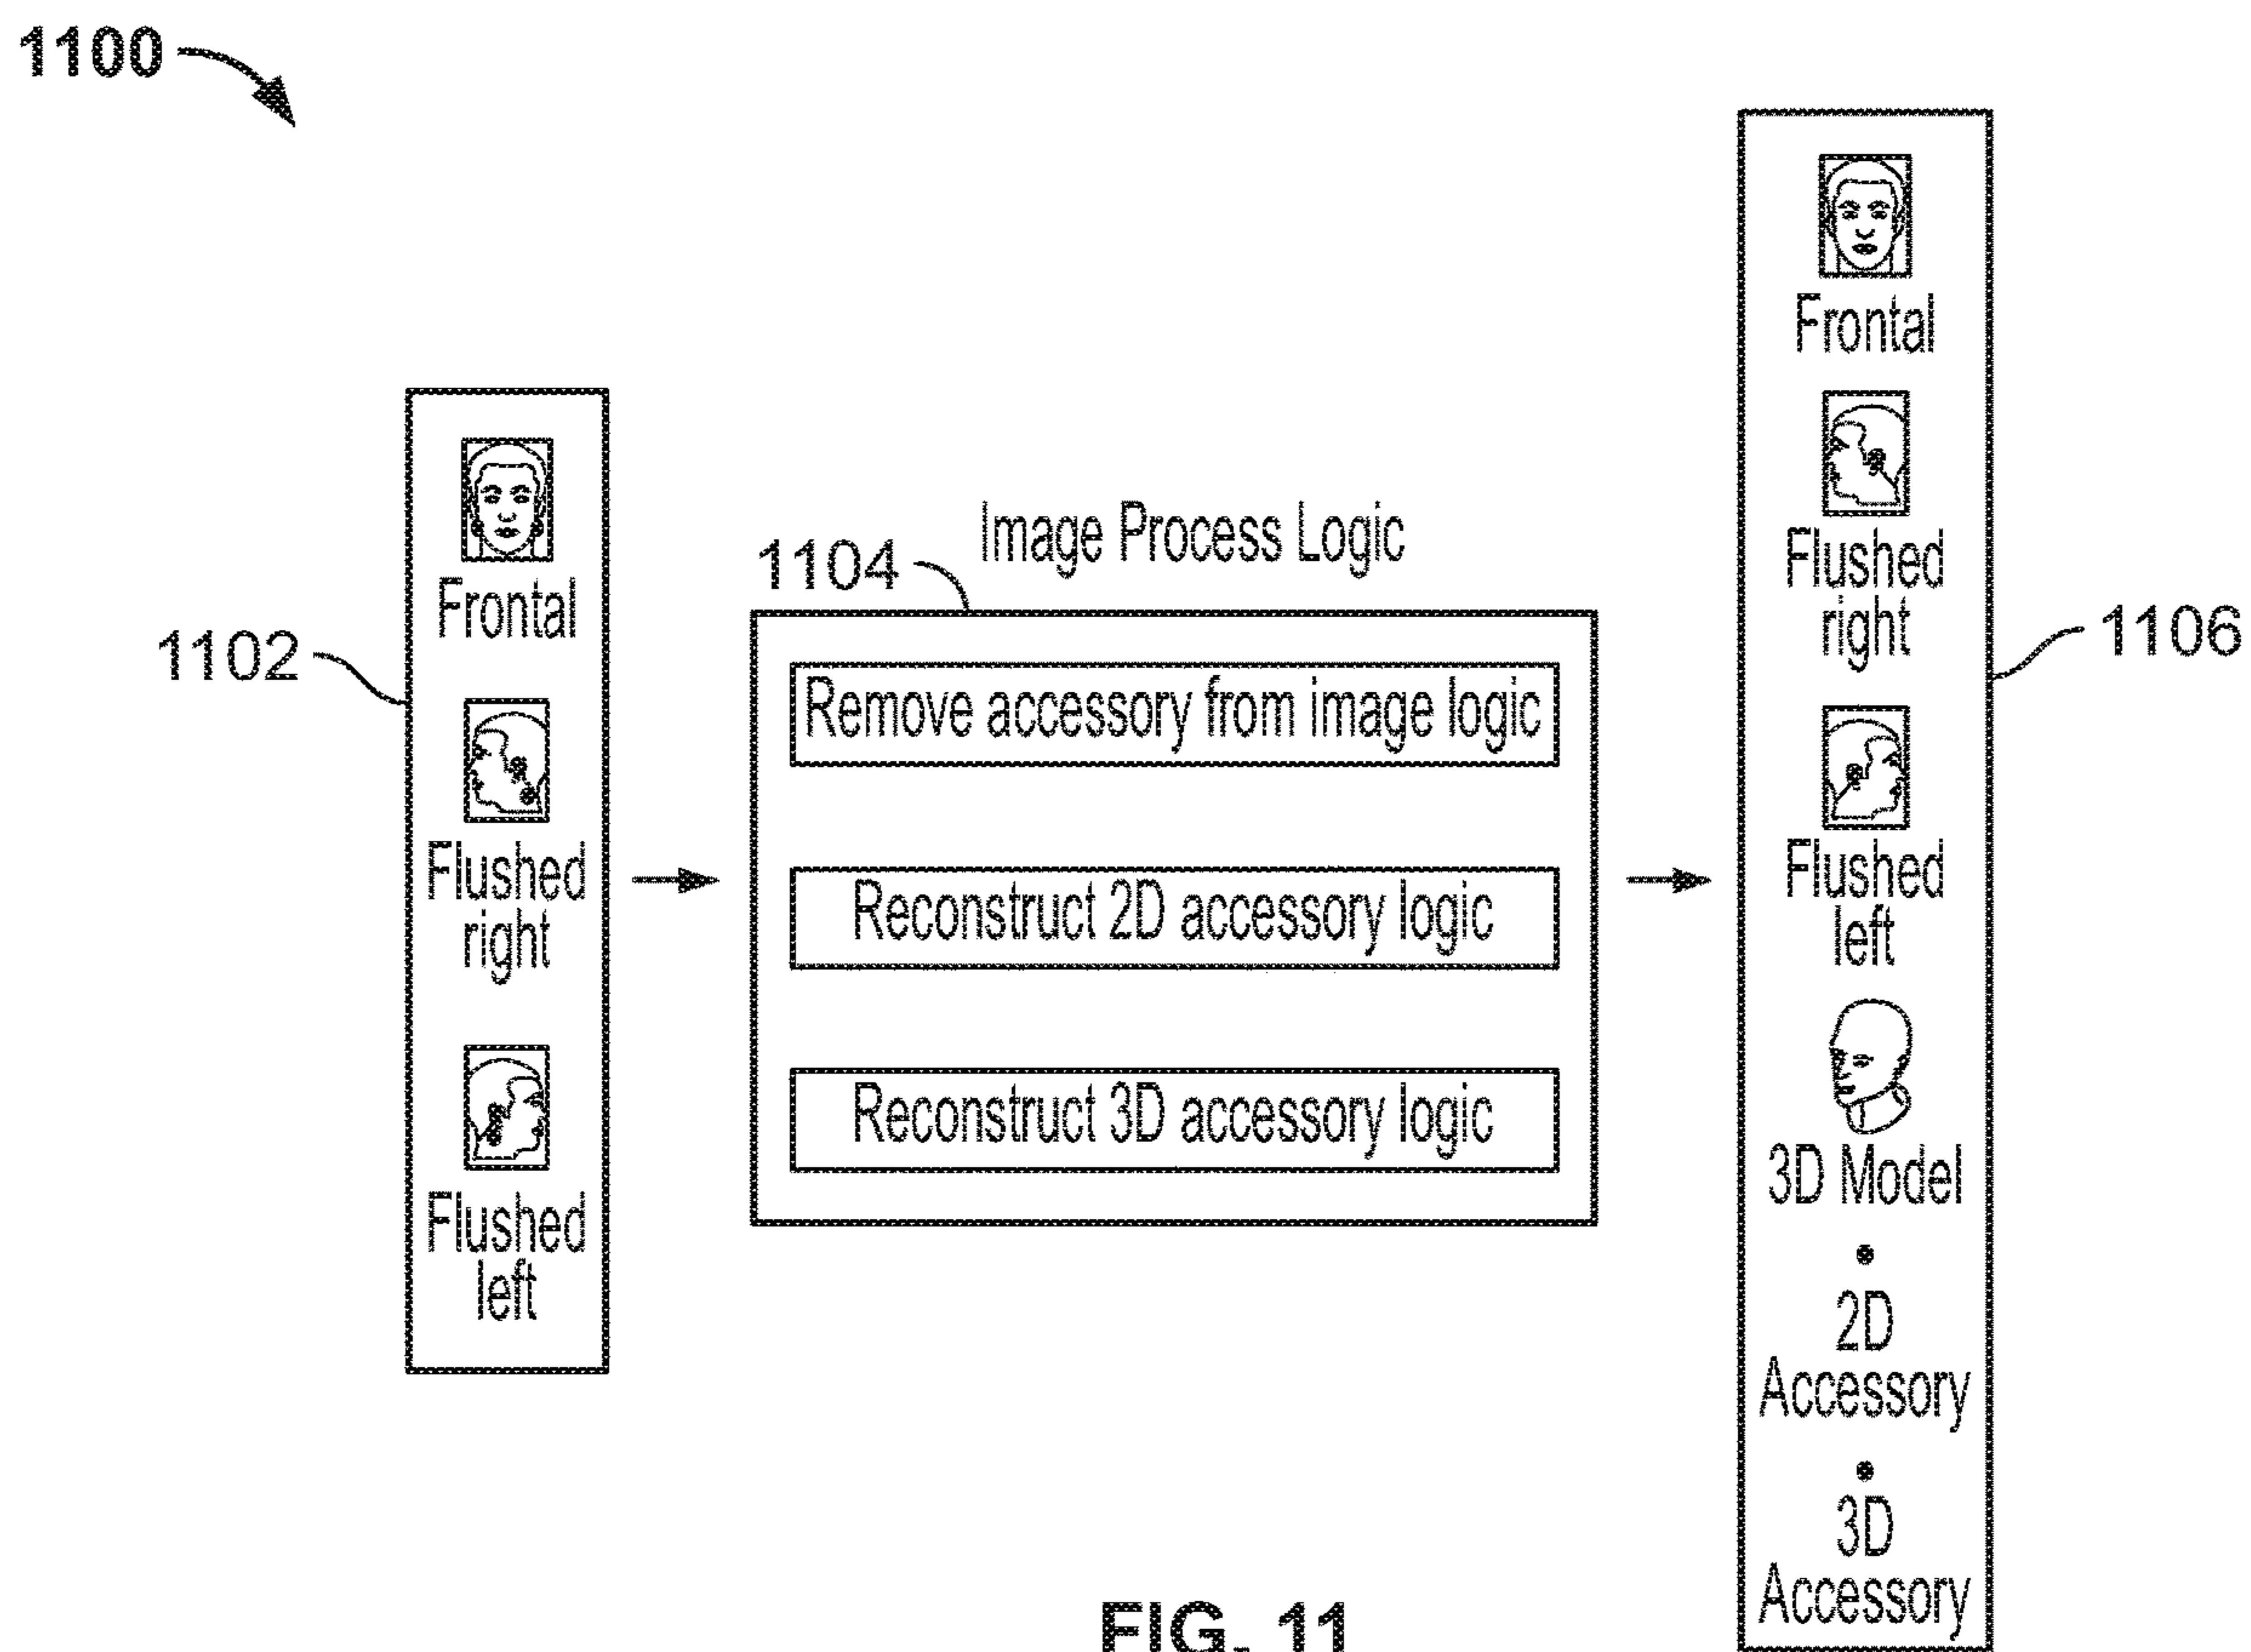 1100
1102
Frontal
Flushed
right
Flushed
left
Image Process Logic
1104
Remove accessory from image logic
Reconstruct 2D accessory logic
Reconstruct 3D accessory logic
1106
Frontal
Flushed
right
Flushed
left
3D Model
•
2D
Accessory
•
3D
Accessory
FIG. 11